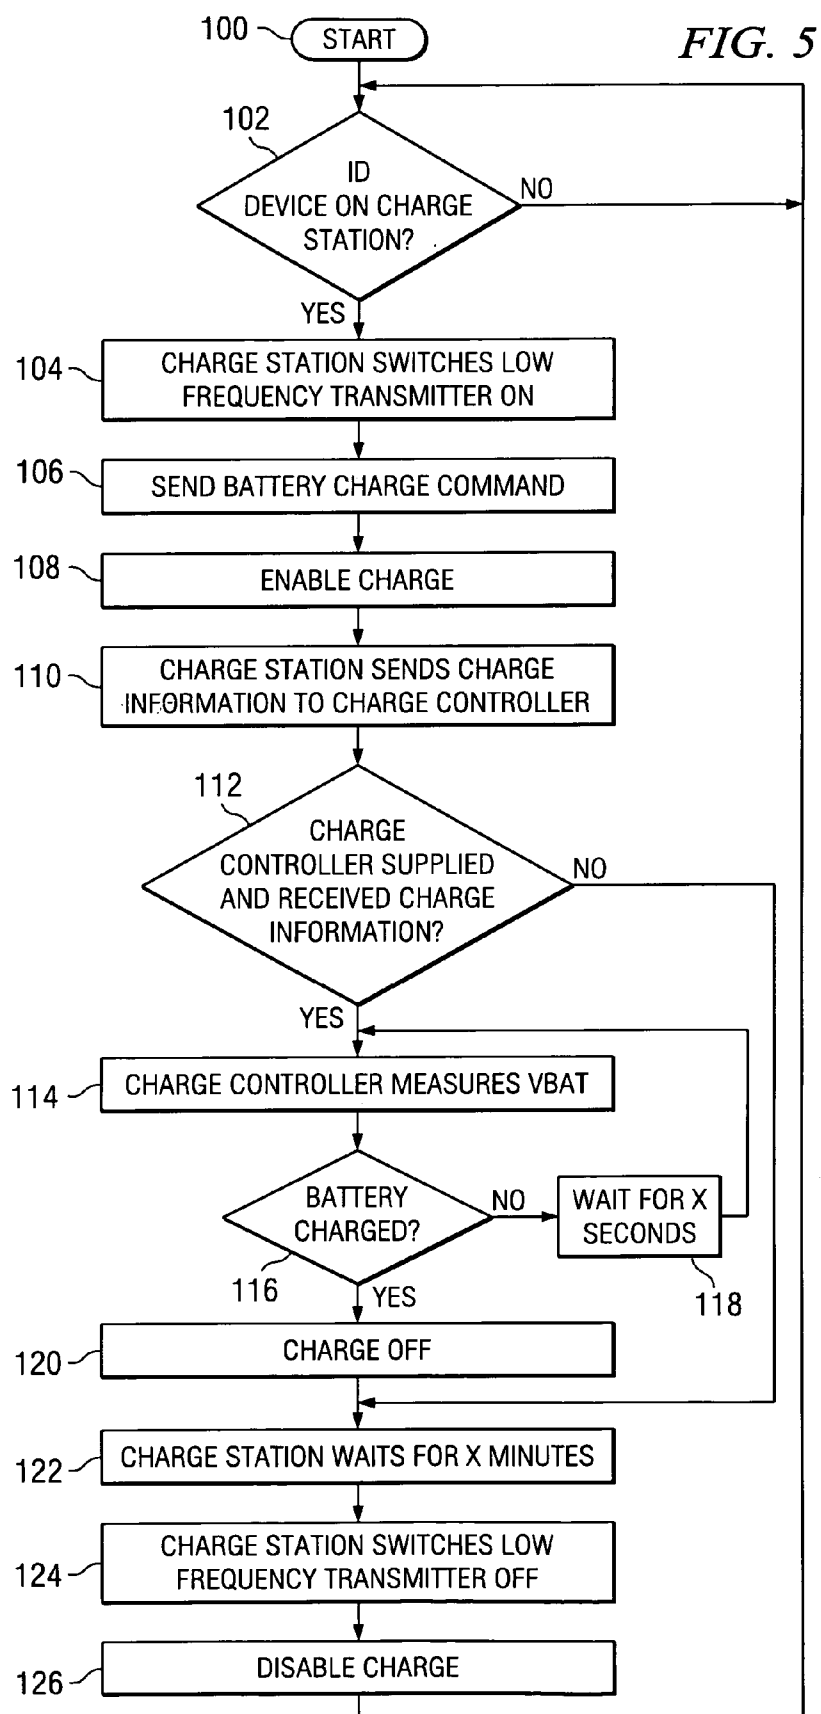 100
START
FIG. 5
102
ID
DEVICE ON CHARGE
STATION?
NO
YES
104
CHARGE STATION SWITCHES LOW
FREQUENCY TRANSMITTER ON
106
SEND BATTERY CHARGE COMMAND
108
ENABLE CHARGE
110
CHARGE STATION SENDS CHARGE
INFORMATION TO CHARGE CONTROLLER
112
CHARGE
CONTROLLER SUPPLIED
AND RECEIVED CHARGE
INFORMATION?
NO
YES
114
CHARGE CONTROLLER MEASURES VBAT
BATTERY
CHARGED?
NO
WAIT FOR X
SECONDS
116
YES
118
120
CHARGE OFF
122
CHARGE STATION WAITS FOR X MINUTES
124
CHARGE STATION SWITCHES LOW
FREQUENCY TRANSMITTER OFF
126
DISABLE CHARGE